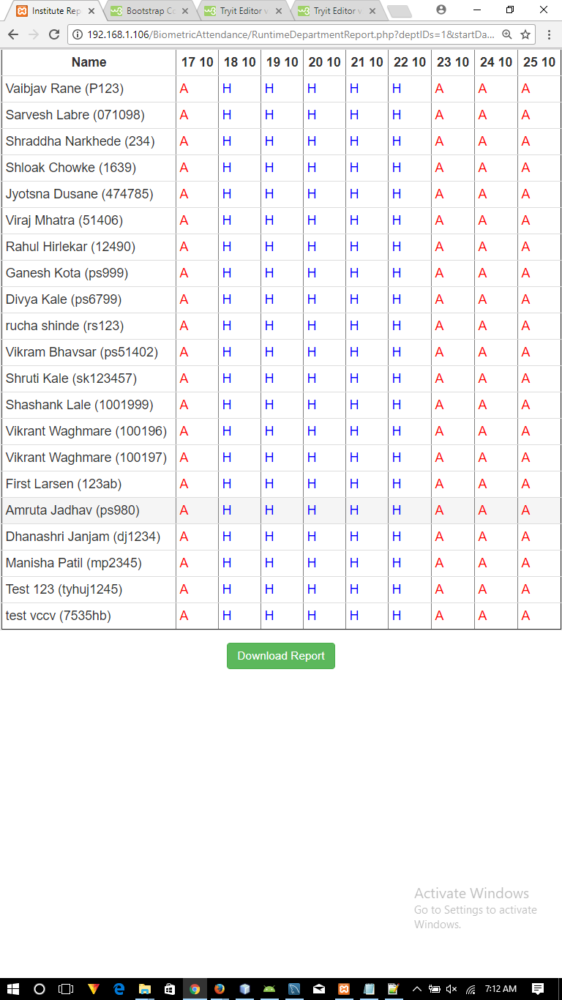 Institute Rep
Bootstrap Co
Tryit Editor v
Tryit Editor v
192.168.1.106/BiometricAttendance/RuntimeDepartmentReport.php?deptIDs=1&startDa...
Name 17 10 18 10 19 10 20 10 21 10 22 10 23 10 24 10 25 10
Vaibjav Rane (P123) A H H H H H A A A
Sarvesh Labre (071098) A H H H H H A A A
Shraddha Narkhede (234) A H H H H H A A A
Shloak Chowke (1639) A H H H H H A A A
Jyotsna Dusane (474785) A H H H H H A A A
Viraj Mhatra (51406) A H H H H H A A A
Rahul Hirlekar (12490) A H H H H H A A A
Ganesh Kota (ps999) A H H H H H A A A
Divya Kale (ps6799) A H H H H H A A A
rucha shinde (rs123) A H H H H H A A A
Vikram Bhavsar (ps51402) A H H H H H A A A
Shruti Kale (sk123457) A H H H H H A A A
Shashank Lale (1001999) A H H H H H A A A
Vikrant Waghmare (100196) A H H H H H A A A
Vikrant Waghmare (100197) A H H H H H A A A
First Larsen (123ab) A H H H H H A A A
Amruta Jadhav (ps980) A H H H H H A A A
Dhanashri Janjam (dj1234) A H H H H H A A A
Manisha Patil (mp2345) A H H H H H A A A
Test 123 (tyhuj1245) A H H H H H A A A
test vccv (7535hb) A H H H H H A A A
Download Report
Activate Windows
Go to Settings to activate
Windows.
7:12 AM